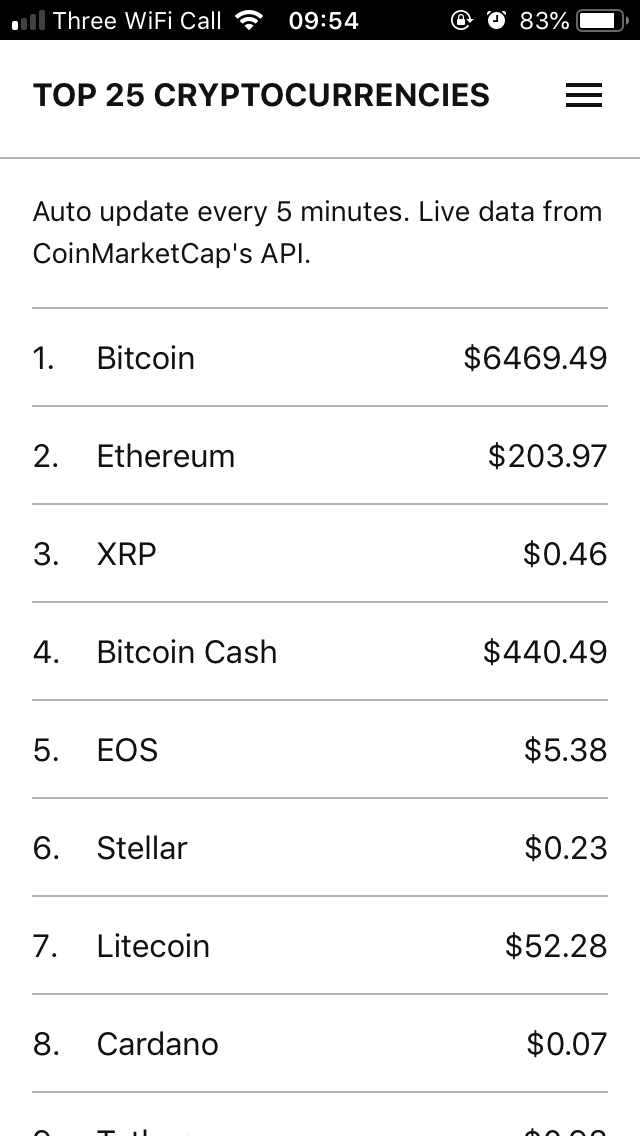 Three WiFi Call 09:54 83%
TOP 25 CRYPTOCURRENCIES
Auto update every 5 minutes. Live data from
CoinMarketCap's API.
1. Bitcoin $6469.49
2. Ethereum $203.97
3. XRP $0.46
4. Bitcoin Cash $440.49
5. EOS $5.38
6. Stellar $0.23
7. Litecoin $52.28
8. Cardano $0.07